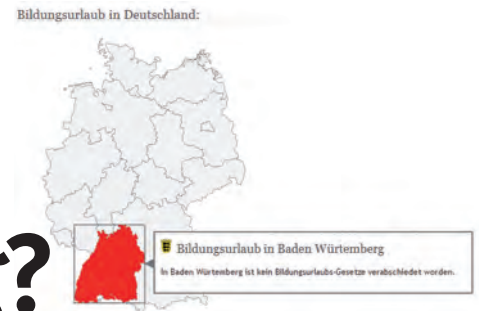 Bildungsurlaub in Deutschland:
?
Bildungsurlaub in Baden Würtemberg
In Baden Würtemberg ist kein Bildungsurlaubs-Gesetze verabschiedet worden.